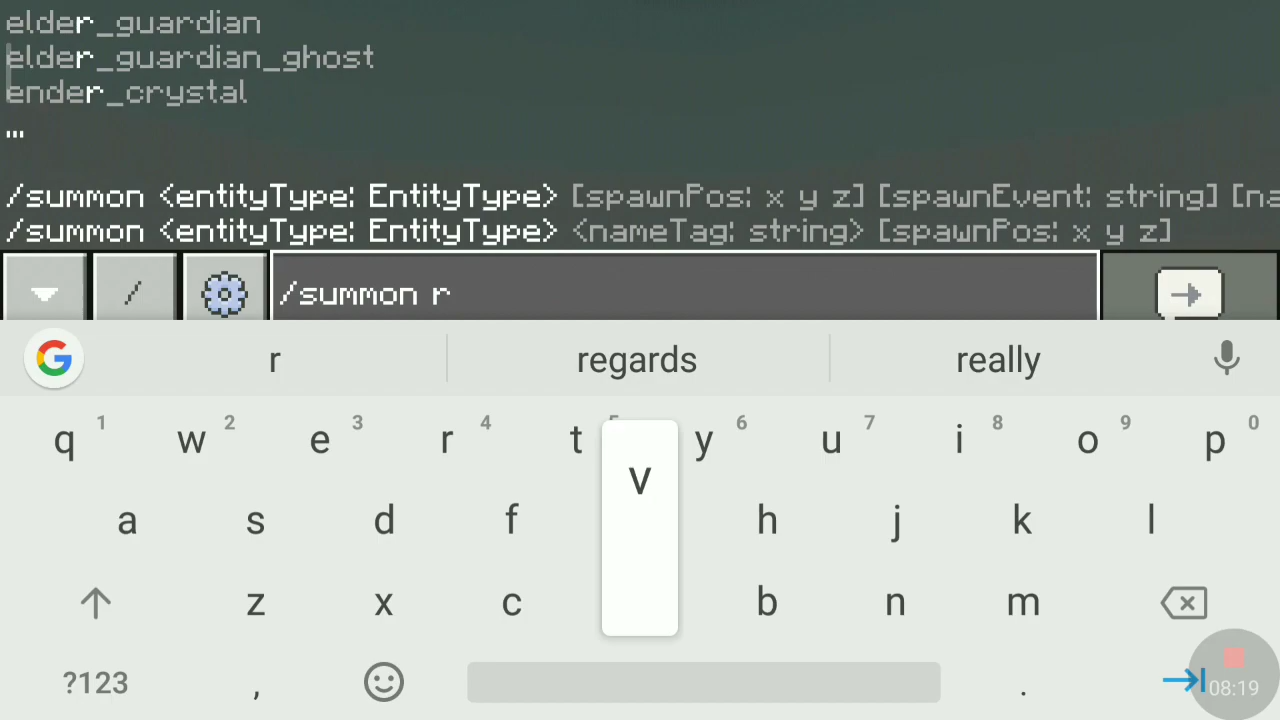 elder_guardian
elder_guardian_ghost
ender_crystal
...
/summon <entityType: EntityType> [spawnPos: x y z] [spawnEvent: string] [na
/summon <entityType: EntityType> <nameTag: string> [spawnPos: x y z]
/ /summon r
G r regards really
q 1 w 2 e 3 r 4 t 5 y 6 u 7 i 8 o 9 p 0
a s d f v h j k l
z x c b n m
?123 , . 08:19